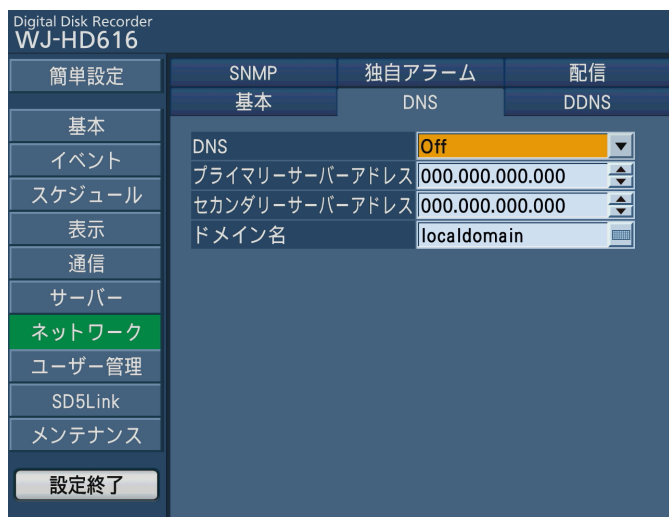 Digital Disk Recorder
WJ-HD616
簡単設定
基本
イベント
スケジュール
表示
通信
サーバー
ネットワーク
ユーザー管理
SD5Link
メンテナンス
設定終了
SNMP 独自アラーム 配信
基本 DNS DDNS
DNS Off
プライマリーサーバーアドレス 000.000.000.000
セカンダリーサーバーアドレス 000.000.000.000
ドメイン名 localdomain